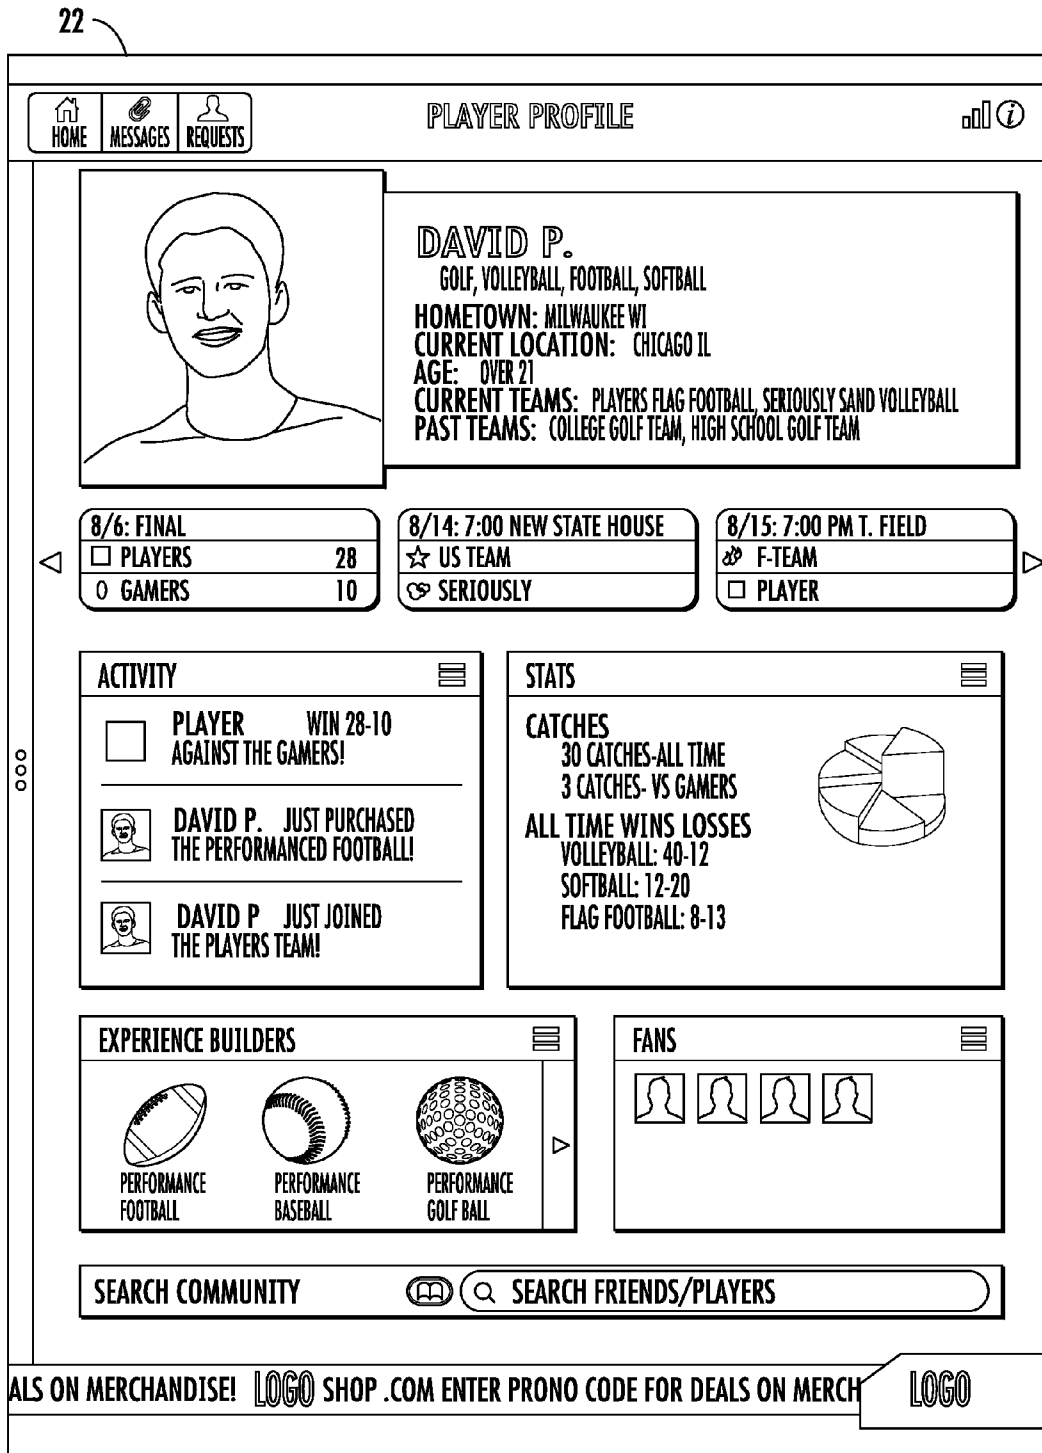 22
HOME MESSAGES REQUESTS
PLAYER PROFILE
DAVID P.
GOLF, VOLLEYBALL, FOOTBALL, SOFTBALL
HOMETOWN: MILWAUKEE WI
CURRENT LOCATION: CHICAGO IL
AGE: OVER 21
CURRENT TEAMS: PLAYERS FLAG FOOTBALL, SERIOUSLY SAND VOLLEYBALL
PAST TEAMS: COLLEGE GOLF TEAM, HIGH SCHOOL GOLF TEAM
8/6: FINAL
PLAYERS 28
GAMERS 10
8/14: 7:00 NEW STATE HOUSE
US TEAM
SERIOUSLY
8/15: 7:00 PM T. FIELD
F-TEAM
PLAYER
ACTIVITY
PLAYER WIN 28-10
AGAINST THE GAMERS!
DAVID P. JUST PURCHASED
THE PERFORMANCED FOOTBALL!
DAVID P JUST JOINED
THE PLAYERS TEAM!
STATS
CATCHES
30 CATCHES-ALL TIME
3 CATCHES- VS GAMERS
ALL TIME WINS LOSSES
VOLLEYBALL: 40-12
SOFTBALL: 12-20
FLAG FOOTBALL: 8-13
EXPERIENCE BUILDERS
PERFORMANCE
FOOTBALL
PERFORMANCE
BASEBALL
PERFORMANCE
GOLF BALL
FANS
SEARCH COMMUNITY
SEARCH FRIENDS/PLAYERS
ALS ON MERCHANDISE! LOGO SHOP .COM ENTER PRONO CODE FOR DEALS ON MERCH
LOGO